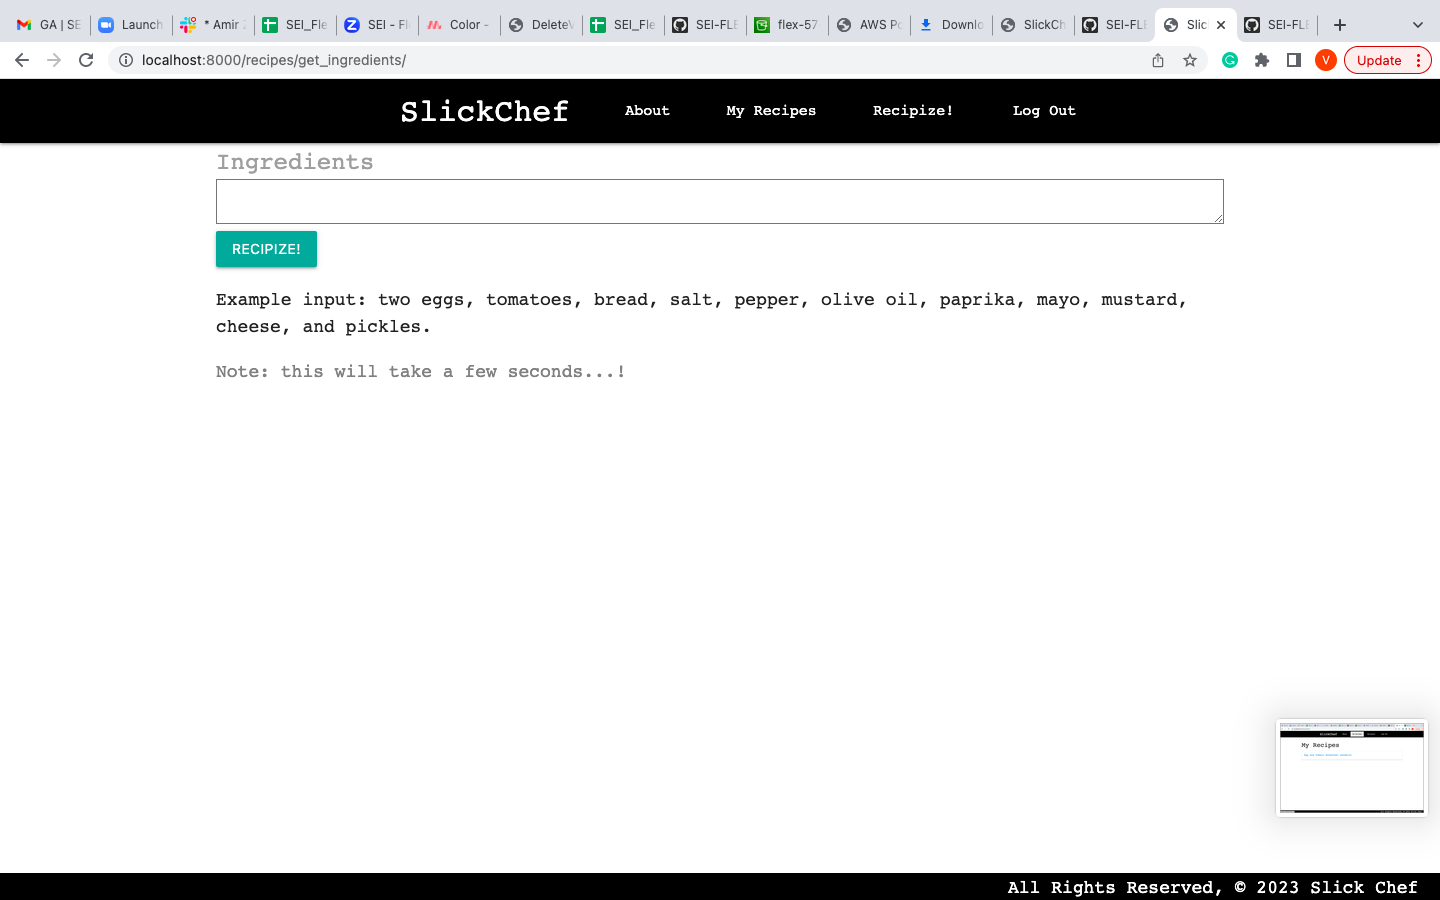 GA | SE
Launch
* Amir Z
SEI_Fle
SEI - Fl
Color -
DeleteV
SEI_Fle
SEI-FLE
flex-57
AWS Po
Downlo
SlickCh
SEI-FLE
Slic
SEI-FLE
localhost:8000/recipes/get_ingredients/
V
Update
SlickChef About My Recipes Recipize! Log Out
Ingredients
RECIPIZE!
Example input: two eggs, tomatoes, bread, salt, pepper, olive oil, paprika, mayo, mustard,
cheese, and pickles.
Note: this will take a few seconds...!
My Recipes
All Rights Reserved, © 2023 Slick Chef